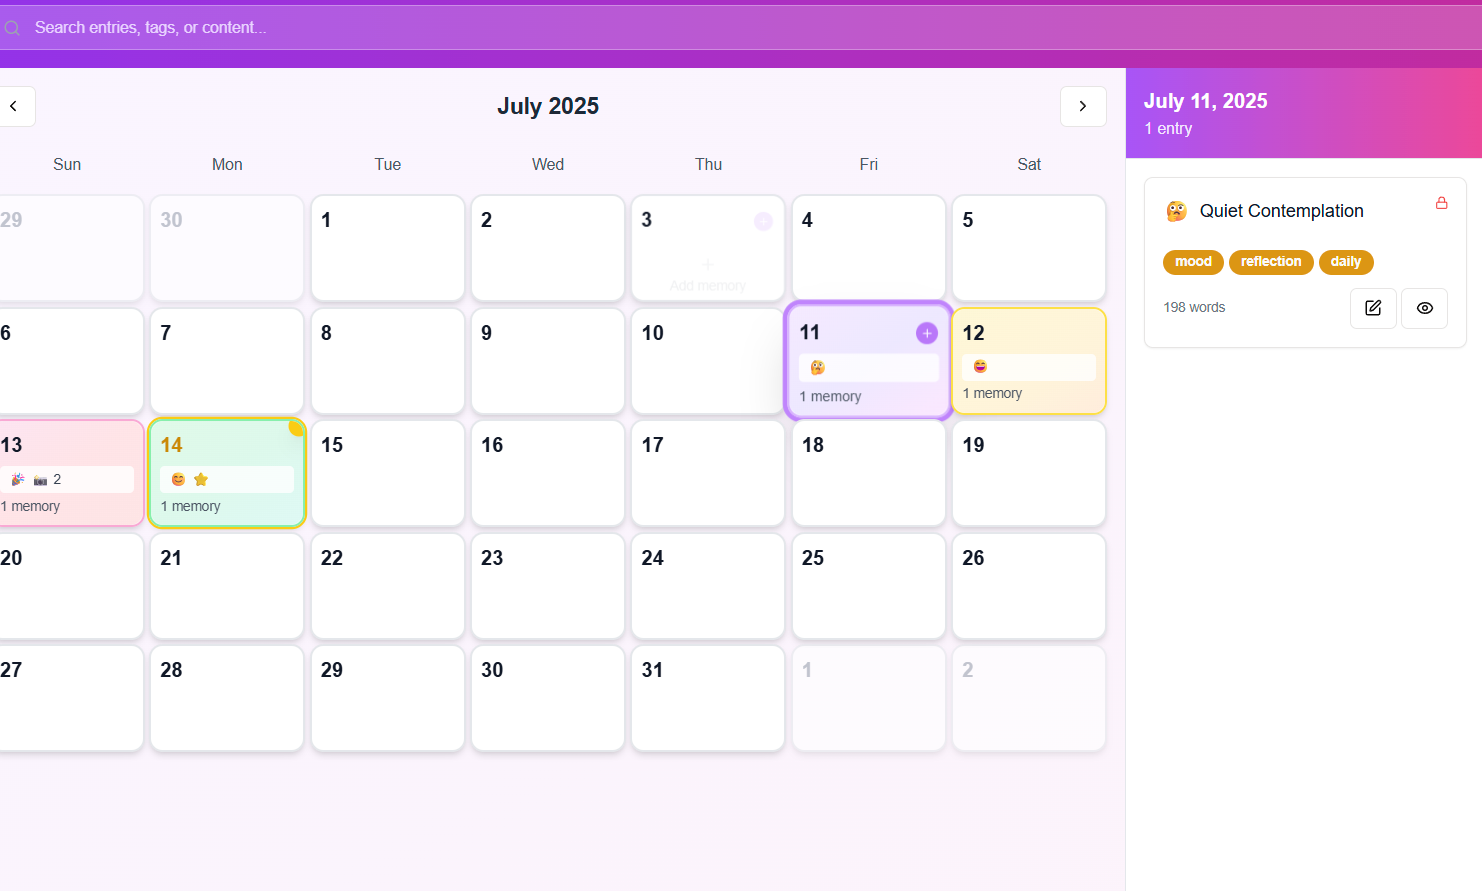 Search entries, tags, or content...
July 2025
Sun Mon Tue Wed Thu Fri Sat
29 30 1 2 3 4 5
Add memory
6 7 8 9 10 11 12
1 memory 1 memory
13 14 15 16 17 18 19
2
1 memory 1 memory
20 21 22 23 24 25 26
27 28 29 30 31 1 2
July 11, 2025
1 entry
Quiet Contemplation
mood reflection daily
198 words